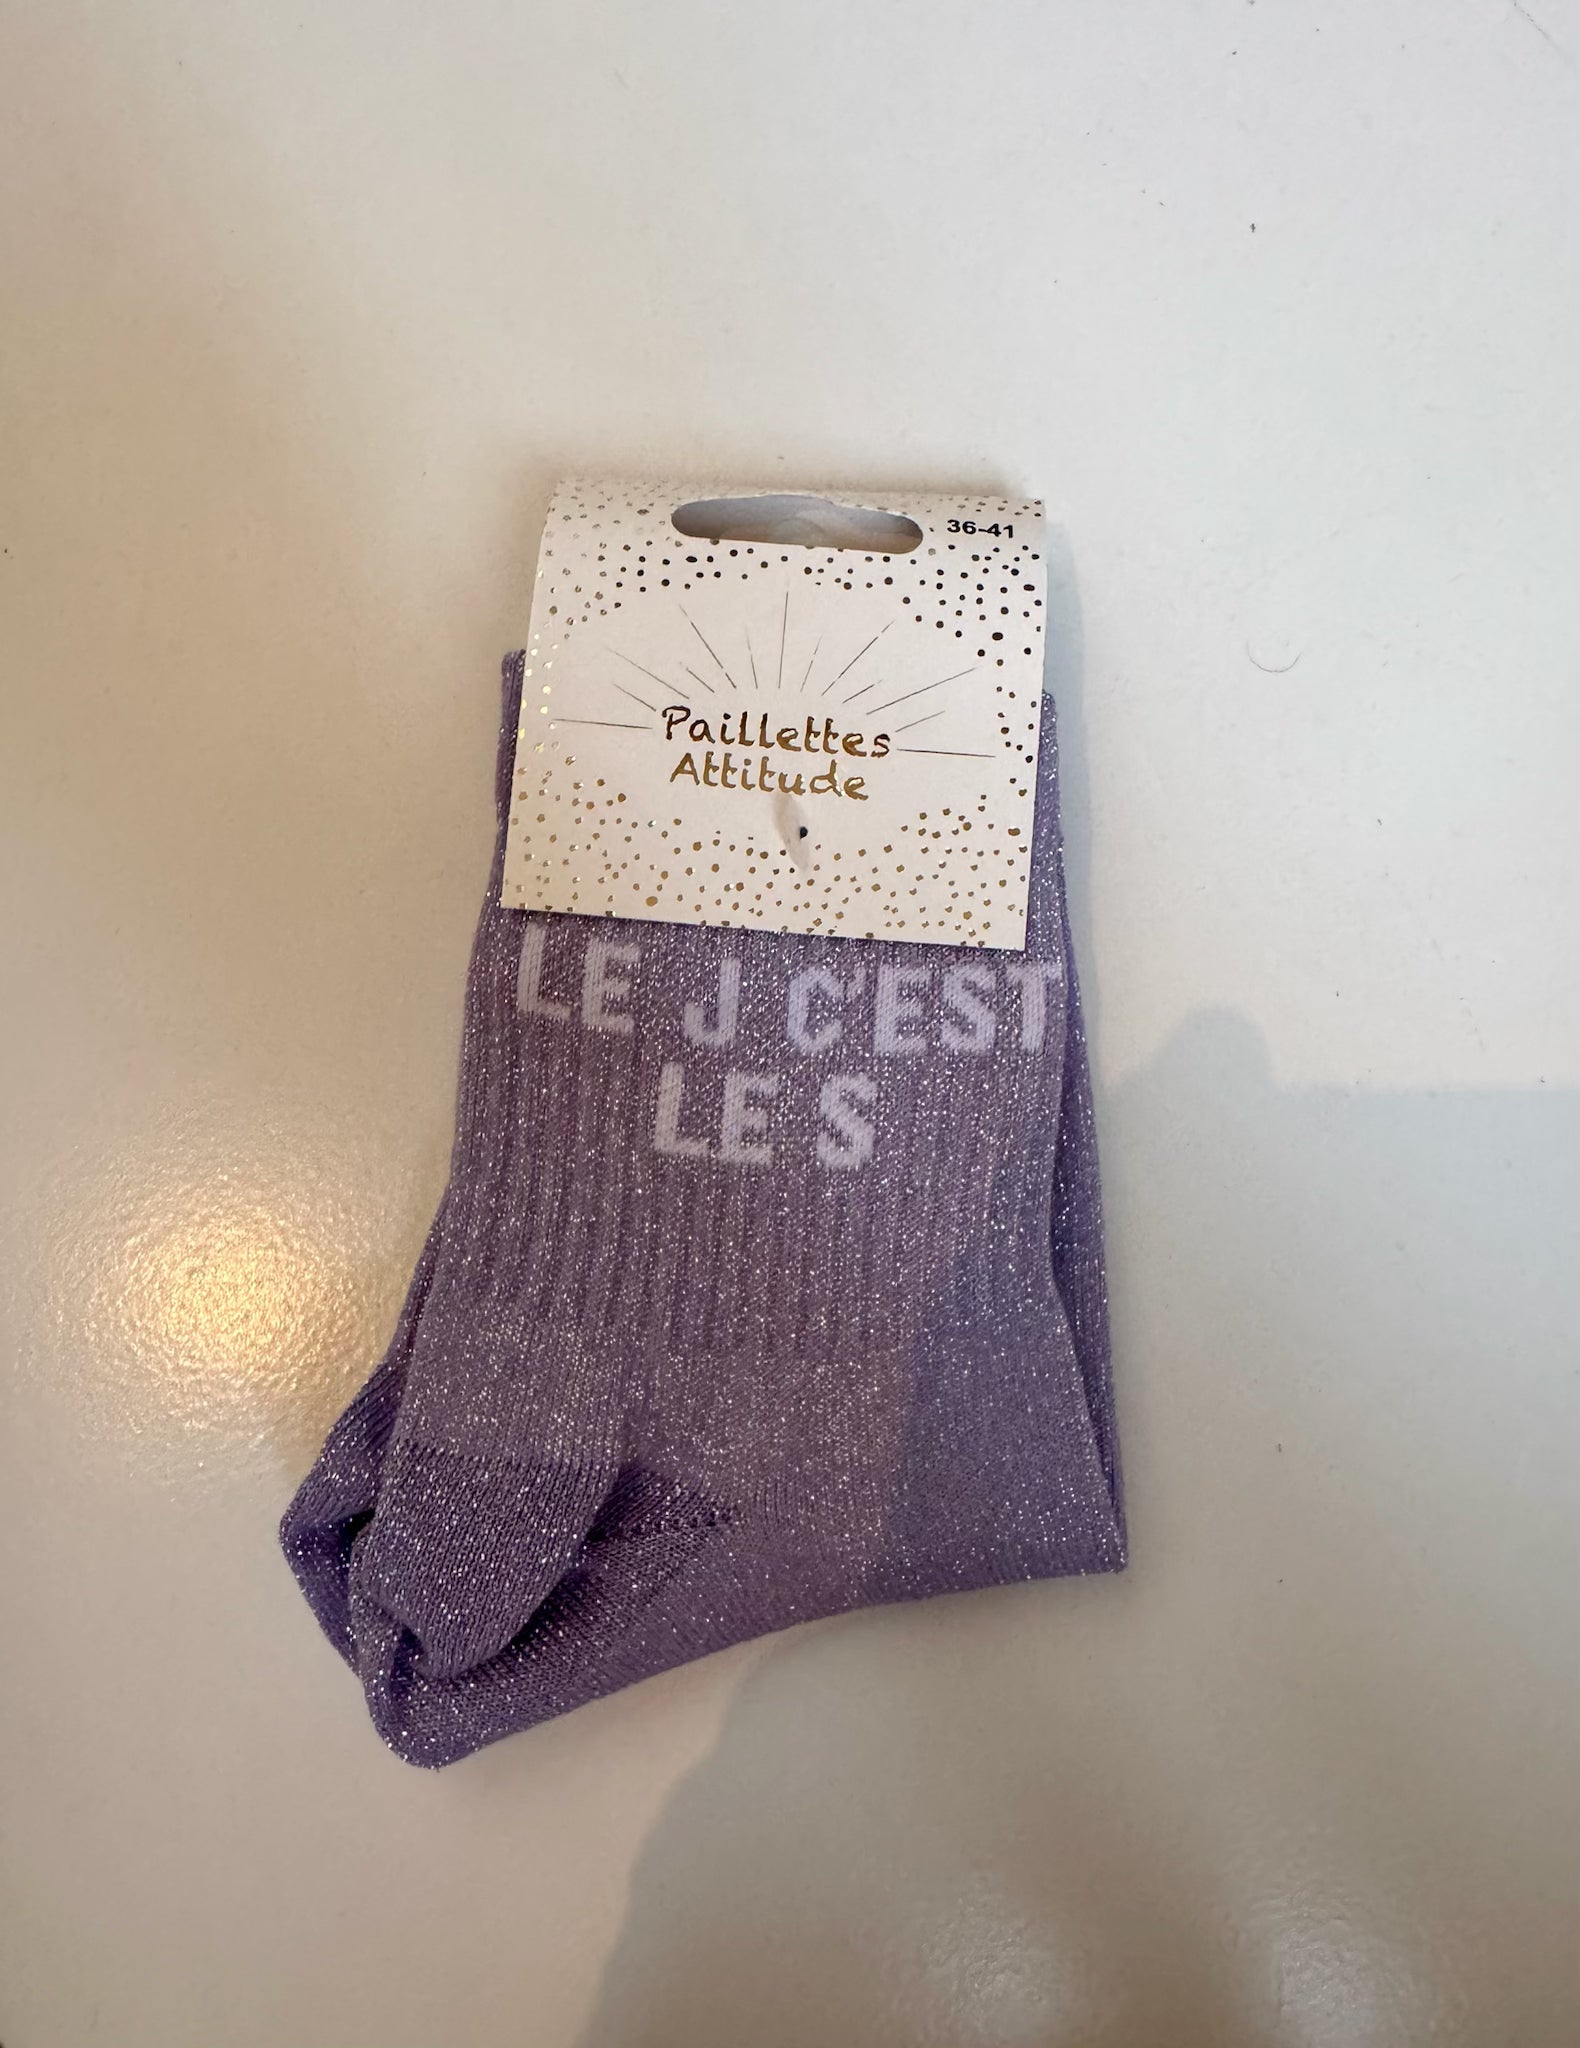 36-41
Paillettes
Attitude
LE J C'EST
LE S